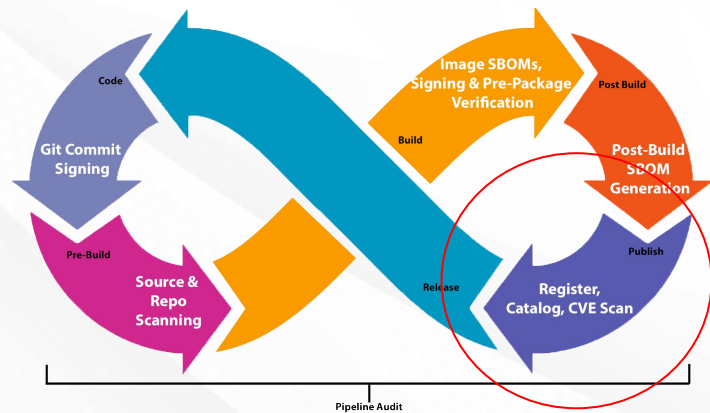 Code
Git Commit
Signing
Pre-Build
Source &
Repo
Scanning
Build
Image SBOMs,
Signing & Pre-Package
Verification
Post Build
Post-Build
SBOM
Generation
Publish
Register,
Catalog, CVE Scan
Release
Pipeline Audit